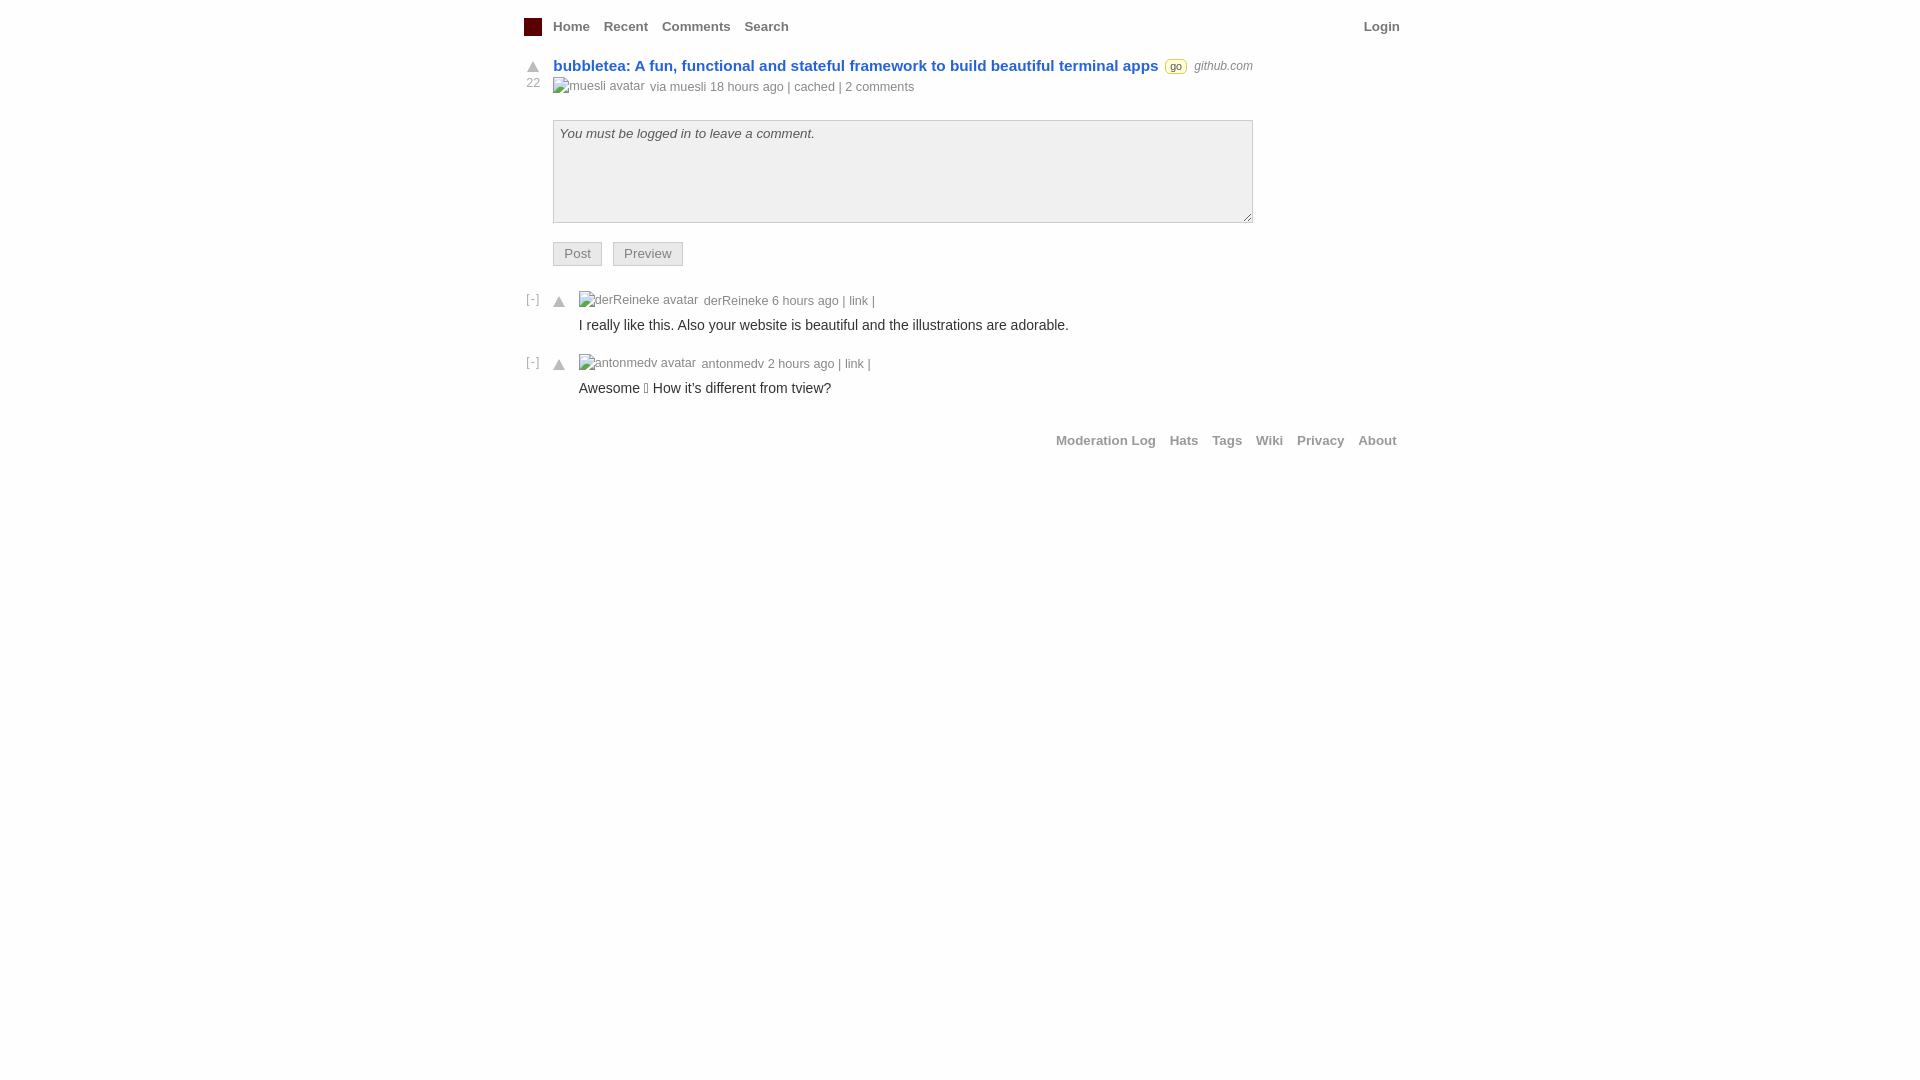 Home Recent Comments Search Login
bubbletea: A fun, functional and stateful framework to build beautiful terminal apps go github.com
22
muesli avatar via muesli 18 hours ago | cached | 2 comments
You must be logged in to leave a comment.
Post Preview
[-] derReineke avatar derReineke 6 hours ago | link |
I really like this. Also your website is beautiful and the illustrations are adorable.
[-] antonmedv avatar antonmedv 2 hours ago | link |
Awesome How it’s different from tview?
Moderation Log Hats Tags Wiki Privacy About